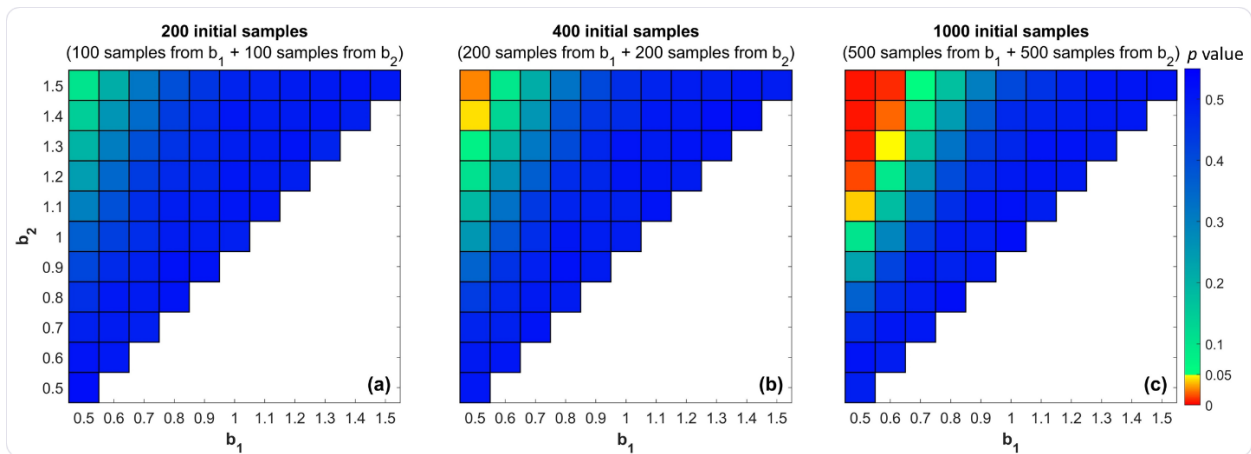 200 initial samples
(100 samples from b1 + 100 samples from b2)
b2
1.5
1.4
1.3
1.2
1.1
1
0.9
0.8
0.7
0.6
0.5
(a)
0.5 0.6 0.7 0.8 0.9 1 1.1 1.2 1.3 1.4 1.5
b1
400 initial samples
(200 samples from b1 + 200 samples from b2)
(b)
0.5 0.6 0.7 0.8 0.9 1 1.1 1.2 1.3 1.4 1.5
b1
1000 initial samples
(500 samples from b1 + 500 samples from b2)
(c)
0.5 0.6 0.7 0.8 0.9 1 1.1 1.2 1.3 1.4 1.5
b1
p value
0.5
0.4
0.3
0.2
0.1
0.05
0